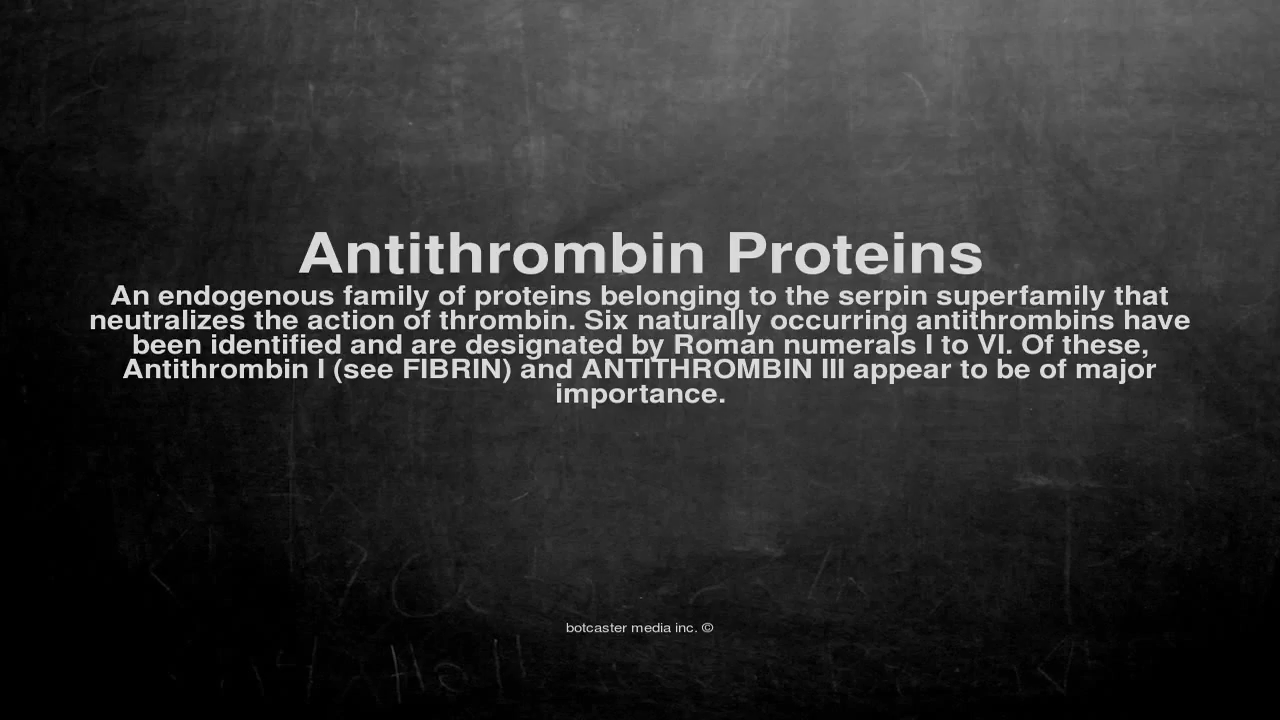 Antithrombin Proteins
An endogenous family of proteins belonging to the serpin superfamily that
neutralizes the action of thrombin. Six naturally occurring antithrombins have
been identified and are designated by Roman numerals I to VI. Of these,
Antithrombin I (see FIBRIN) and ANTITHROMBIN III appear to be of major
importance.
botcaster media inc. ©